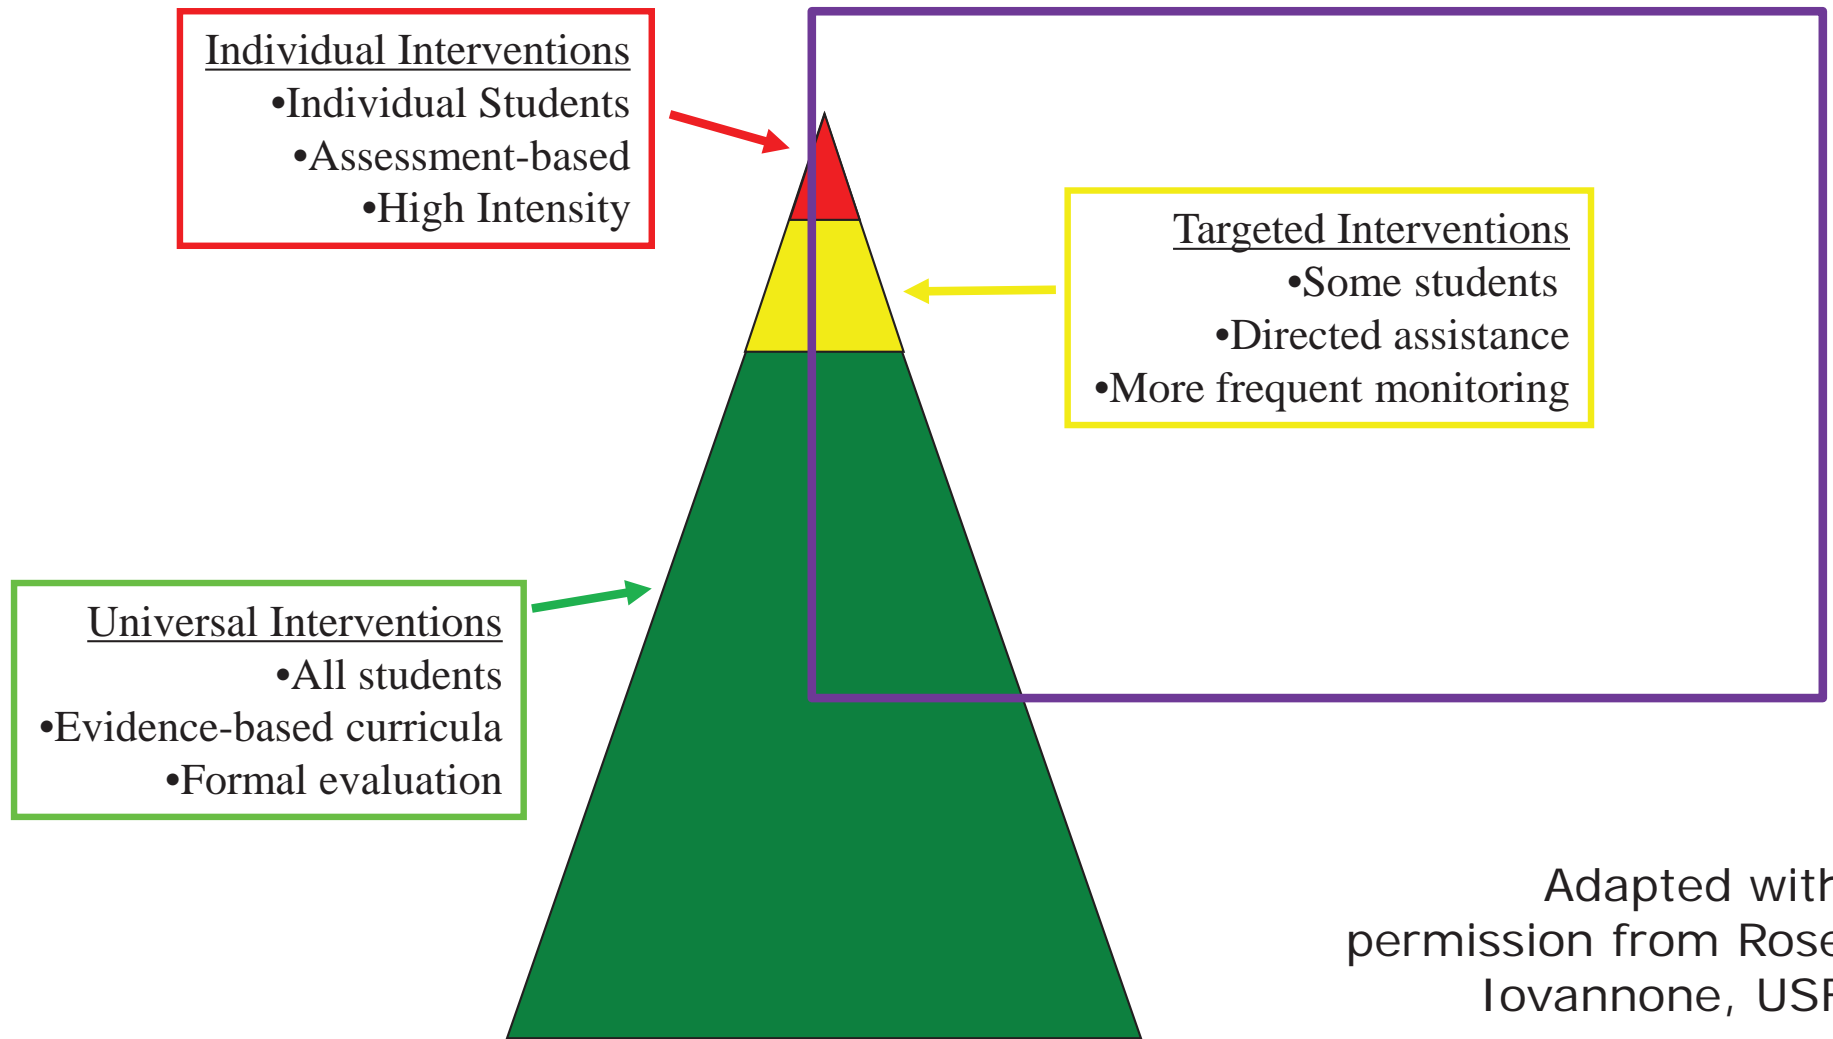 Individual Interventions
•Individual Students
•Assessment-based
•High Intensity
Targeted Interventions
•Some students
•Directed assistance
•More frequent monitoring
Universal Interventions
•All students
•Evidence-based curricula
•Formal evaluation
Adapted with
permission from Rose
Iovannone, USF